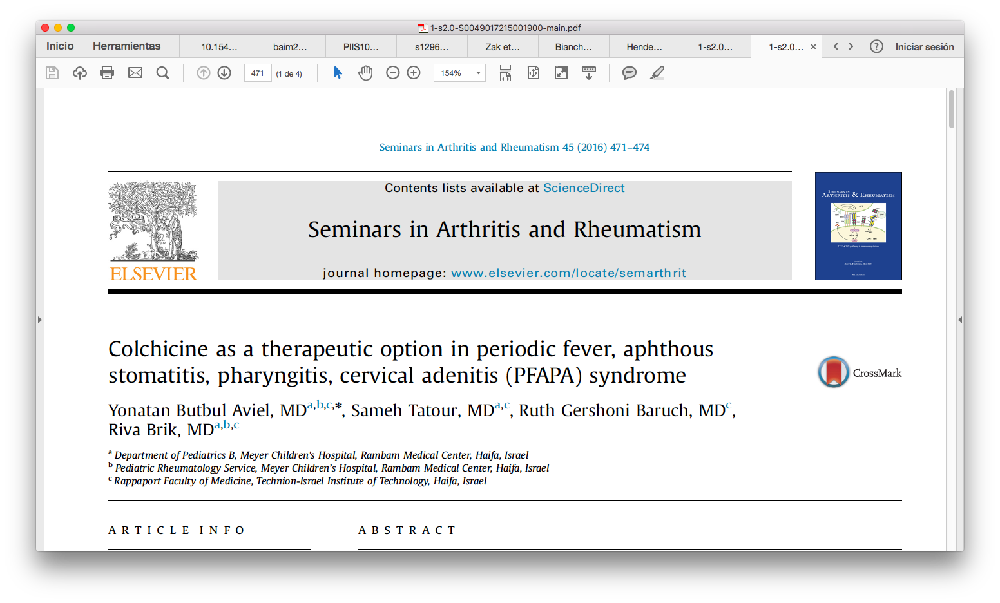 1-s2.0-S0049017215001900-main.pdf
Inicio Herramientas 10.154... baim2... PIIS10... s1296... Zak et... Bianch... Hende... 1-s2.0... 1-s2.0... × ? Iniciar sesión
471 (1 de 4) 154%
Seminars in Arthritis and Rheumatism 45 (2016) 471–474
Contents lists available at ScienceDirect
Seminars in Arthritis and Rheumatism
journal homepage: www.elsevier.com/locate/semarthrit
NON SOLUS
ELSEVIER
SEMINARS IN
ARTHRITIS & RHEUMATISM
Colchicine as a therapeutic option in periodic fever, aphthous
stomatitis, pharyngitis, cervical adenitis (PFAPA) syndrome
CrossMark
Yonatan Butbul Aviel, MDa,b,c,*, Sameh Tatour, MDa,c, Ruth Gershoni Baruch, MDc,
Riva Brik, MDa,b,c
a Department of Pediatrics B, Meyer Children's Hospital, Rambam Medical Center, Haifa, Israel
b Pediatric Rheumatology Service, Meyer Children's Hospital, Rambam Medical Center, Haifa, Israel
c Rappaport Faculty of Medicine, Technion-Israel Institute of Technology, Haifa, Israel
ARTICLE INFO
ABSTRACT